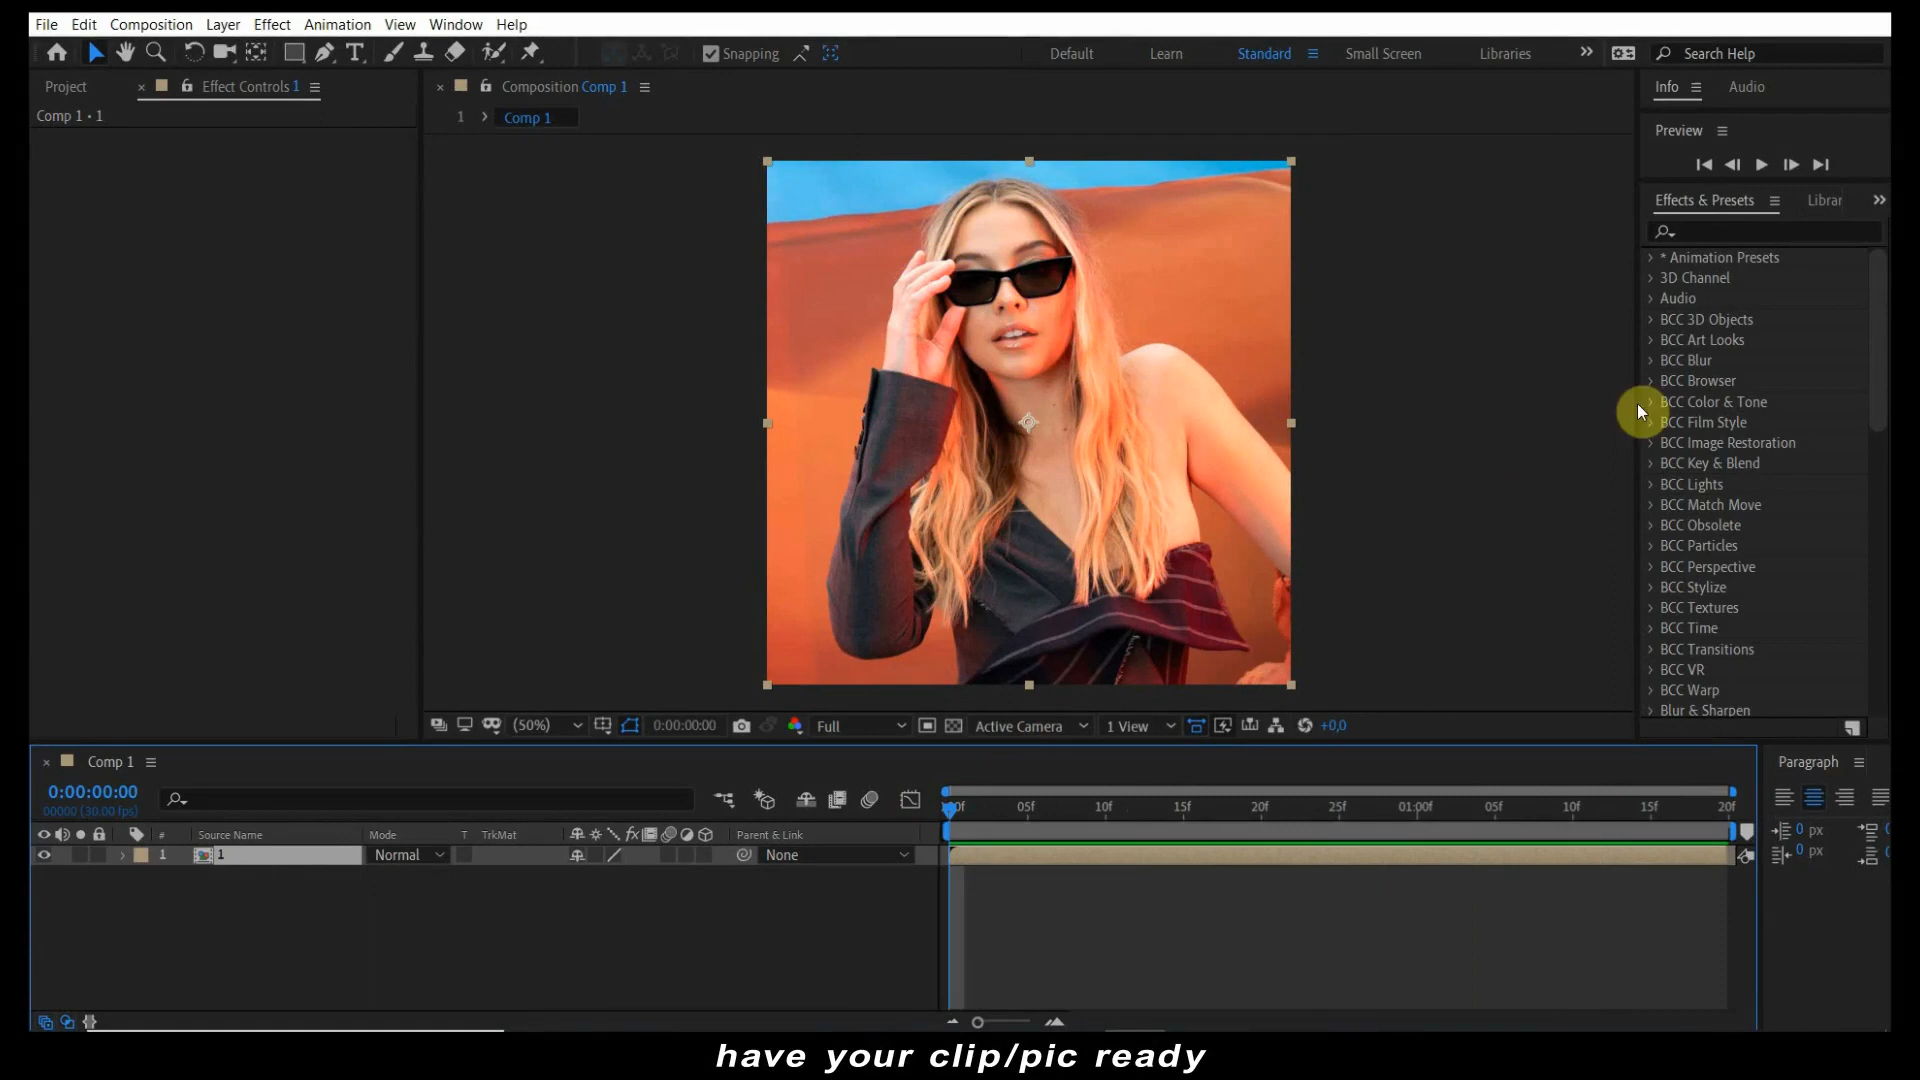 File Edit Composition Layer Effect Animation View Window Help
Snapping Default Learn Standard Small Screen Libraries Search Help
Project Effect Controls 1 Composition Comp 1 Info Audio
Comp 1 • 1
1 Comp 1
Preview
Effects & Presets Librar
* Animation Presets
3D Channel
Audio
BCC 3D Objects
BCC Art Looks
BCC Blur
BCC Browser
BCC Color & Tone
BCC Film Style
BCC Image Restoration
BCC Key & Blend
BCC Lights
BCC Match Move
BCC Obsolete
BCC Particles
BCC Perspective
BCC Stylize
BCC Textures
BCC Time
BCC Transitions
BCC VR
BCC Warp
Blur & Sharpen
(50%) 0:00:00:00 Full Active Camera 1 View +0,0
Comp 1
Paragraph
0:00:00:00
00000 (30.00 fps)
05f 10f 15f 20f 25f 01:00f 05f 10f 15f 20f
# Source Name Mode T TrkMat fx Parent & Link
1 1 Normal None
0 px
0 px
have your clip/pic ready